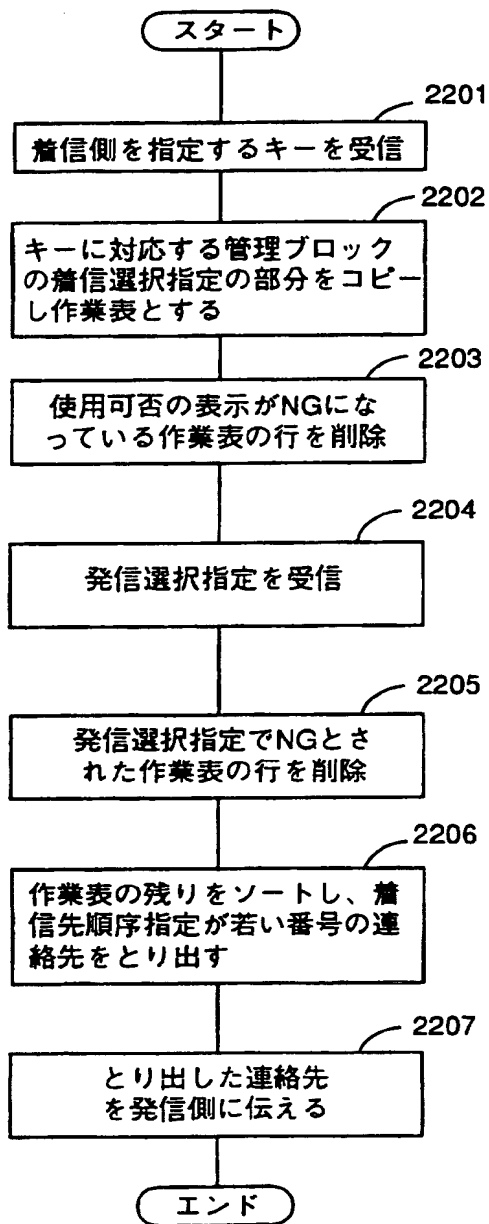 スタート
2201
着信側を指定するキーを受信
2202
キーに対応する管理ブロック
の着信選択指定の部分をコピー
し作業表とする
2203
使用可否の表示がNGにな
っている作業表の行を削除
2204
発信選択指定を受信
2205
発信選択指定でNGとさ
れた作業表の行を削除
2206
作業表の残りをソートし、着
信先順序指定が若い番号の連
絡先をとり出す
2207
とり出した連絡先
を発信側に伝える
エンド